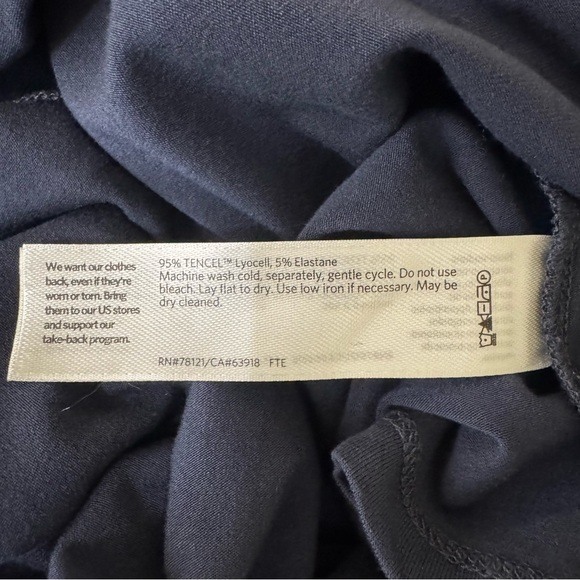 We want our clothes
back, even if they're
worn or torn. Bring
them to our US stores
and support our
take-back program.
95% TENCEL™ Lyocell, 5% Elastane
Machine wash cold, separately, gentle cycle. Do not use
bleach. Lay flat to dry. Use low iron if necessary. May be
dry cleaned.
RN#78121/CA#63918 FTE